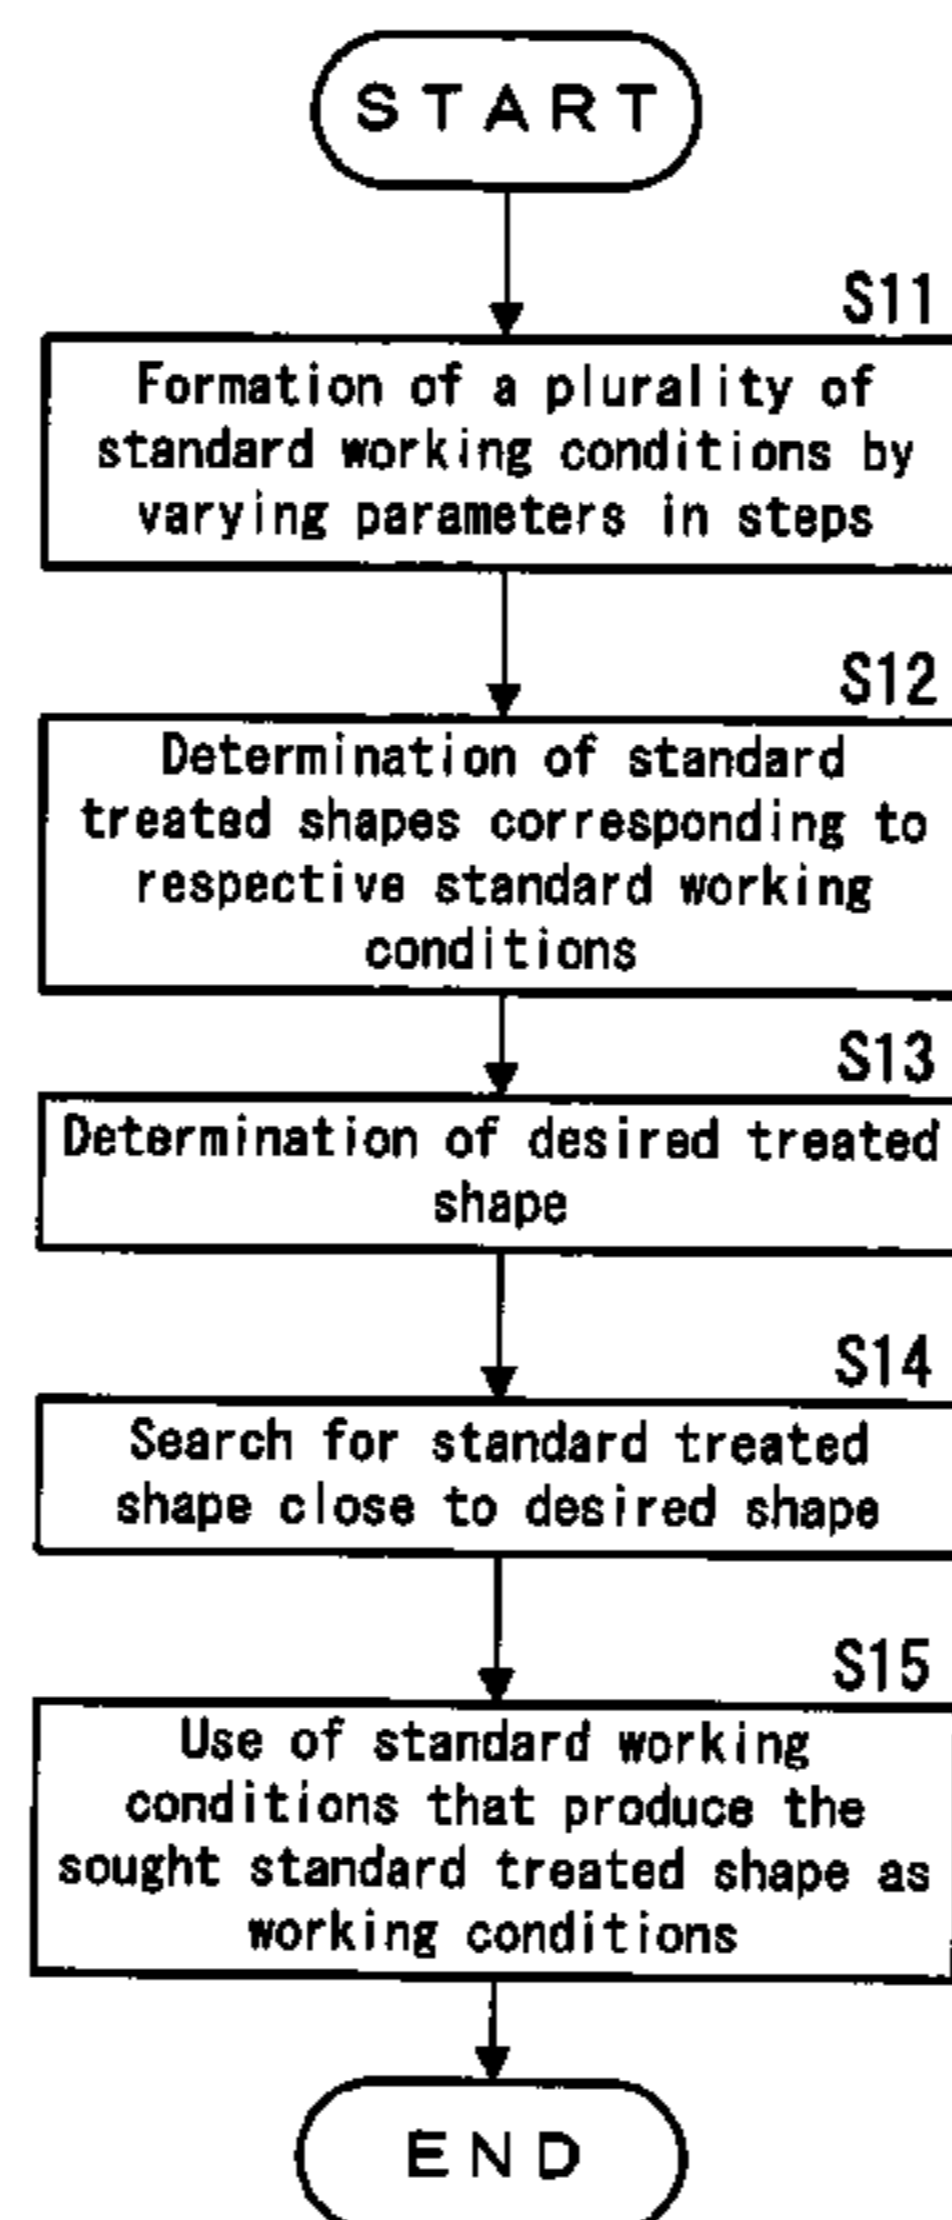 START
S11
Formation of a plurality of
standard working conditions by
varying parameters in steps
S12
Determination of standard
treated shapes corresponding to
respective standard working
conditions
S13
Determination of desired treated
shape
S14
Search for standard treated
shape close to desired shape
S15
Use of standard working
conditions that produce the
sought standard treated shape as
working conditions
END